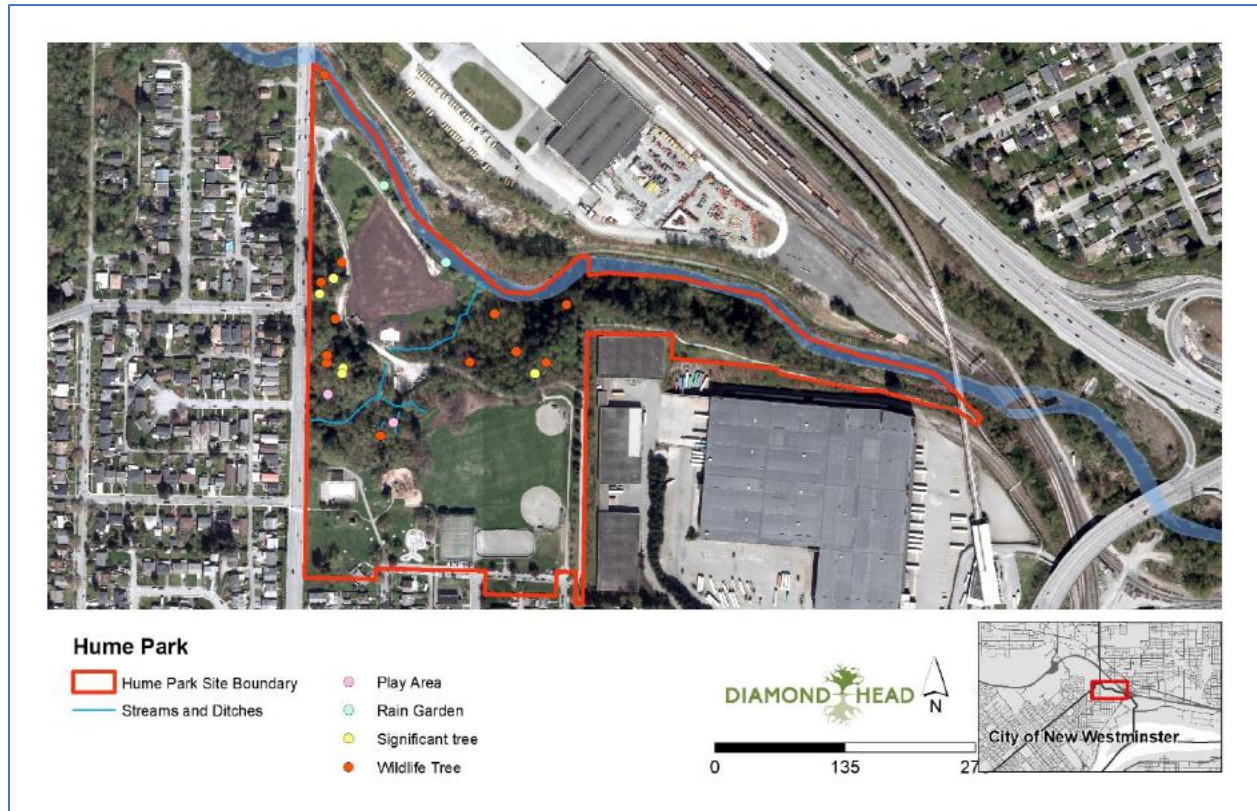 Hume Park
Hume Park Site Boundary
Streams and Ditches
Play Area
Rain Garden
Significant tree
Wildlife Tree
DIAMOND HEAD
N
0 135
City of New Westminster